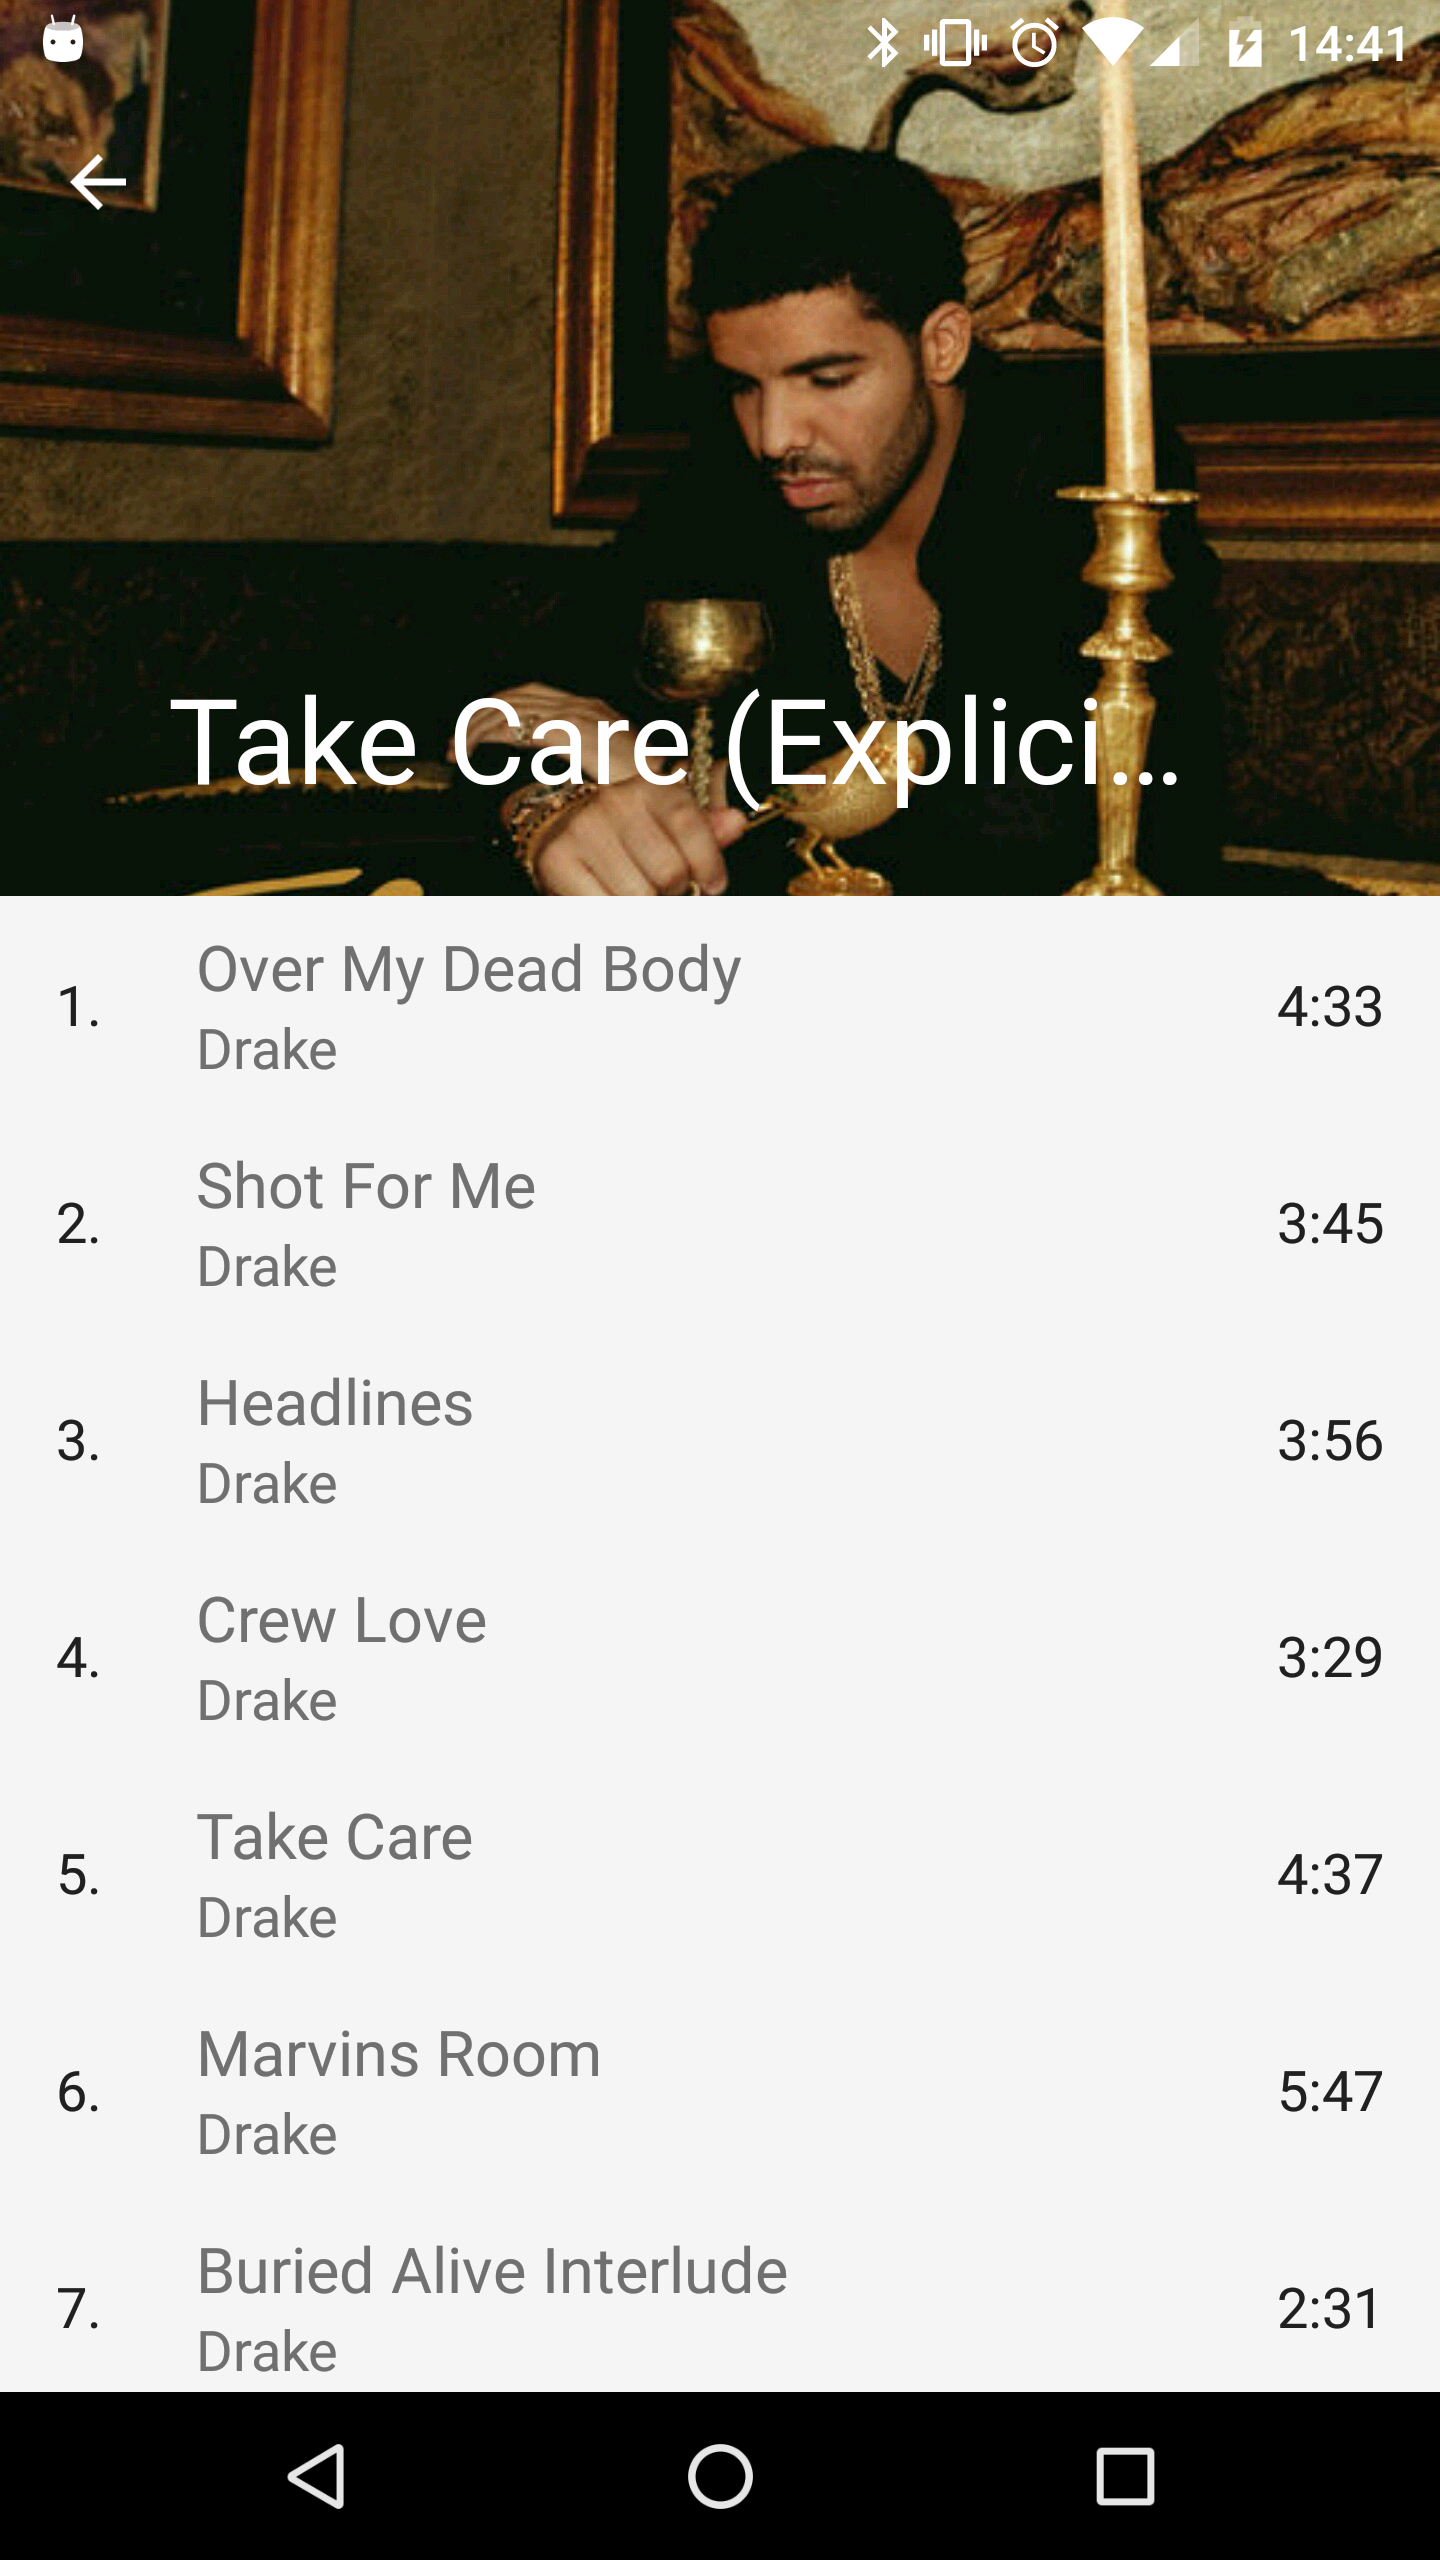 14:41
Take Care (Explici...
1.
Over My Dead Body
Drake
4:33
2.
Shot For Me
Drake
3:45
3.
Headlines
Drake
3:56
4.
Crew Love
Drake
3:29
5.
Take Care
Drake
4:37
6.
Marvins Room
Drake
5:47
7.
Buried Alive Interlude
Drake
2:31